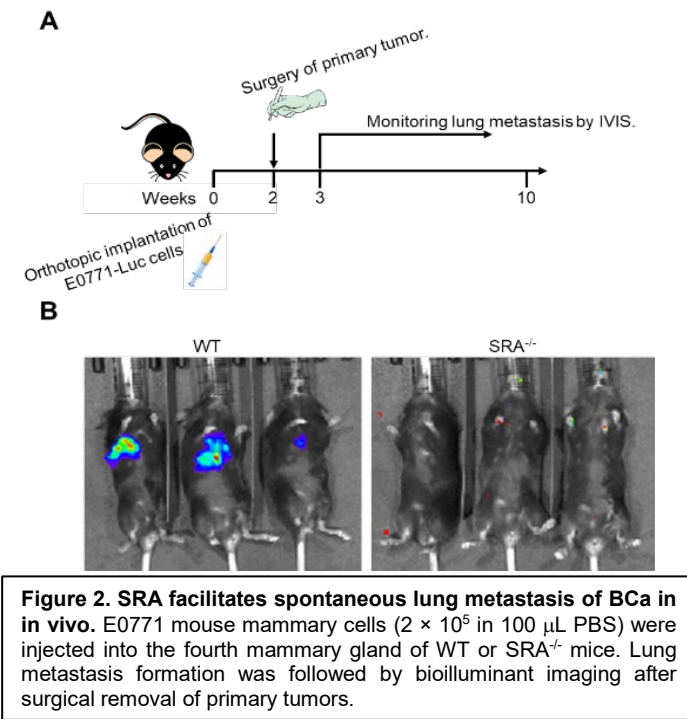 A
Surgery of primary tumor.
Monitoring lung metastasis by IVIS.
Weeks 0 2 3 10
Orthotopic implantation of
E0771-Luc cells
B
WT SRA-/-
Figure 2. SRA facilitates spontaneous lung metastasis of BCa in
in vivo. E0771 mouse mammary cells (2 × 10⁵ in 100 µL PBS) were
injected into the fourth mammary gland of WT or SRA-/- mice. Lung
metastasis formation was followed by bioilluminant imaging after
surgical removal of primary tumors.